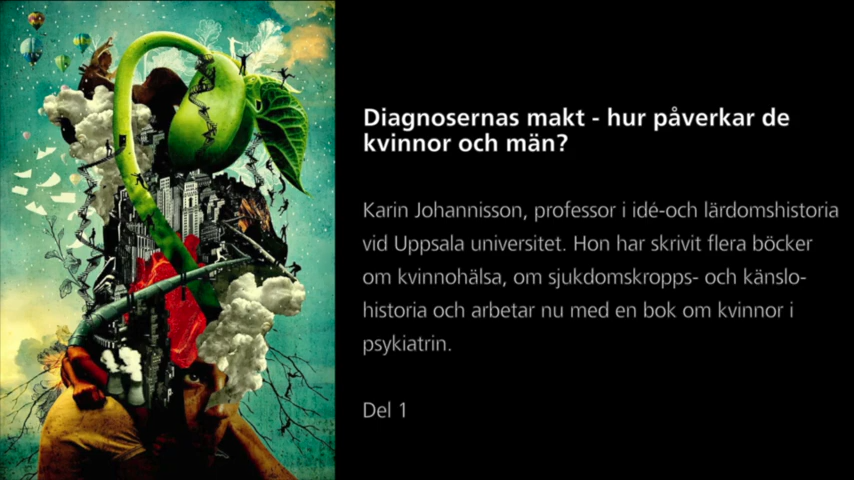 Diagnosernas makt - hur påverkar de
kvinnor och män?
Karin Johannisson, professor i idé-och lärdomshistoria
vid Uppsala universitet. Hon har skrivit flera böcker
om kvinnohälsa, om sjukdomskropps- och känslo-
historia och arbetar nu med en bok om kvinnor i
psykiatrin.
Del 1